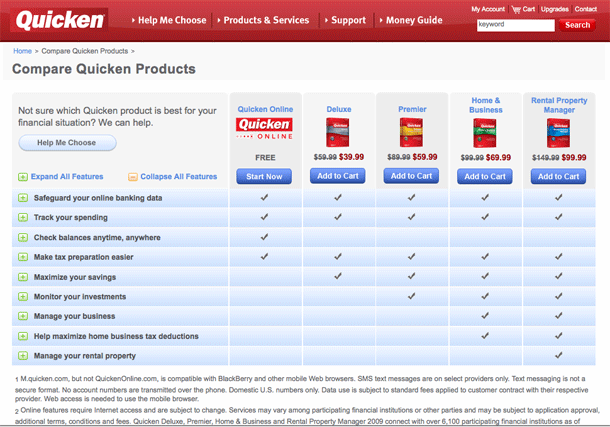 Quicken
Help Me Choose
Products & Services
Support
Money Guide
My Account
Cart
Upgrades
Contact
keyword
Search
Home > Compare Quicken Products >
Compare Quicken Products
Not sure which Quicken product is best for your
financial situation? We can help.
Help Me Choose
Expand All Features
Collapse All Features
Quicken Online
Quicken
ONLINE
FREE
Start Now
Deluxe
$59.99 $39.99
Add to Cart
Premier
$89.99 $59.99
Add to Cart
Home &
Business
$99.99 $69.99
Add to Cart
Rental Property
Manager
$149.99 $99.99
Add to Cart
Safeguard your online banking data
Track your spending
Check balances anytime, anywhere
Make tax preparation easier
Maximize your savings
Monitor your investments
Manage your business
Help maximize home business tax deductions
Manage your rental property
1 M.quicken.com, but not QuickenOnline.com, is compatible with BlackBerry and other mobile Web browsers. SMS text messages are on select providers only. Text messaging is not a
secure format. No account numbers are transmitted over the phone. Domestic U.S. numbers only. Data use is subject to standard fees applied to customer contract with their respective
provider. Web access is needed to use the mobile browser.
2 Online features require Internet access and are subject to change. Services may vary among participating financial institutions or other parties and may be subject to application approval,
additional terms, conditions and fees. Quicken Deluxe, Premier, Home & Business and Rental Property Manager 2009 connect with over 6,100 participating financial institutions as of